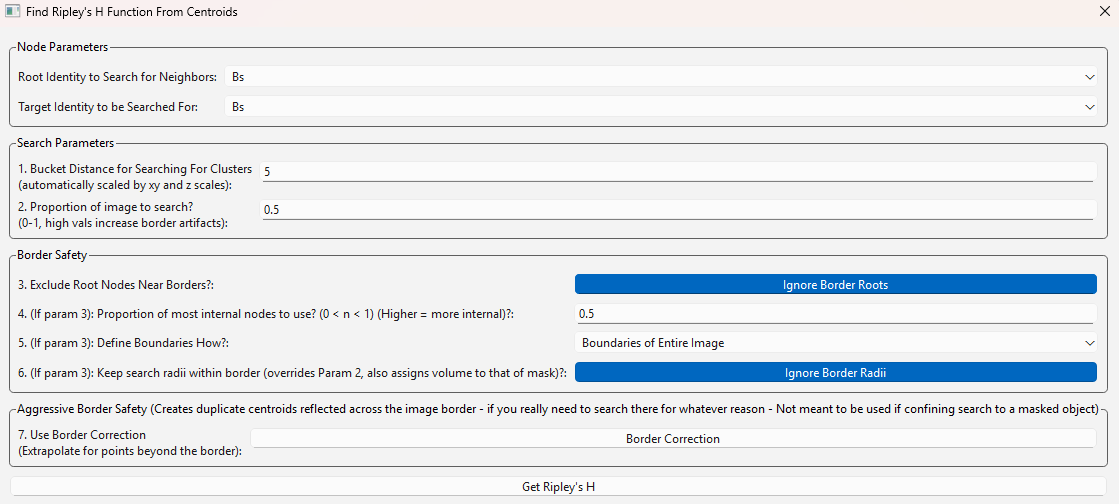 Find Ripley's H Function From Centroids
Node Parameters
Root Identity to Search for Neighbors:
Bs
Target Identity to be Searched For:
Bs
Search Parameters
1. Bucket Distance for Searching For Clusters
(automatically scaled by xy and z scales):
5
2. Proportion of image to search?
(0-1, high vals increase border artifacts):
0.5
Border Safety
3. Exclude Root Nodes Near Borders?:
Ignore Border Roots
4. (If param 3): Proportion of most internal nodes to use? (0 < n < 1) (Higher = more internal)?:
0.5
5. (If param 3): Define Boundaries How?:
Boundaries of Entire Image
6. (If param 3): Keep search radii within border (overrides Param 2, also assigns volume to that of mask)?:
Ignore Border Radii
Aggressive Border Safety (Creates duplicate centroids reflected across the image border - if you really need to search there for whatever reason - Not meant to be used if confining search to a masked object)
7. Use Border Correction
(Extrapolate for points beyond the border):
Border Correction
Get Ripley's H